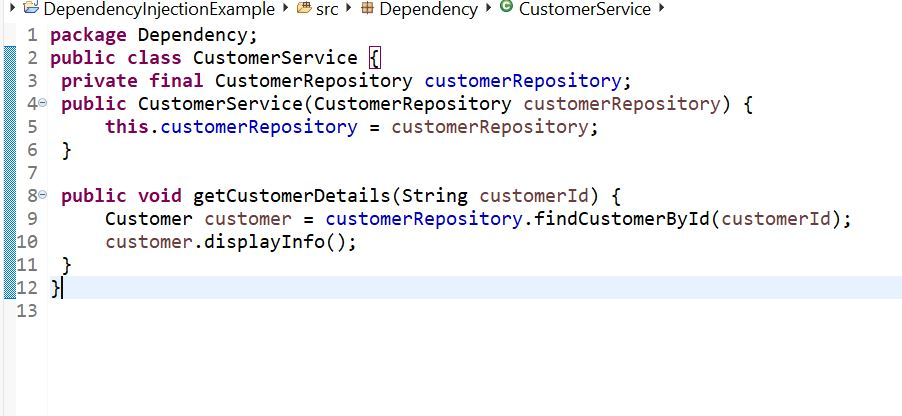 DependencyInjectionExample src Dependency CustomerService
1 package Dependency;
2 public class CustomerService {
3 private final CustomerRepository customerRepository;
4 public CustomerService(CustomerRepository customerRepository) {
5 this.customerRepository = customerRepository;
6 }
7
8 public void getCustomerDetails(String customerId) {
9 Customer customer = customerRepository.findCustomerById(customerId);
10 customer.displayInfo();
11 }
12 }
13